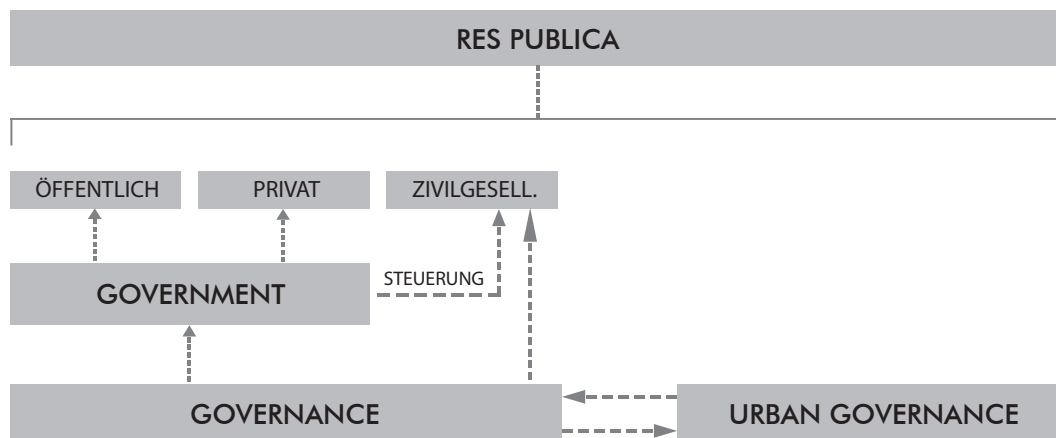 RES PUBLICA
ÖFFENTLICH
PRIVAT
ZIVILGESELL.
STEUERUNG
GOVERNMENT
GOVERNANCE
URBAN GOVERNANCE